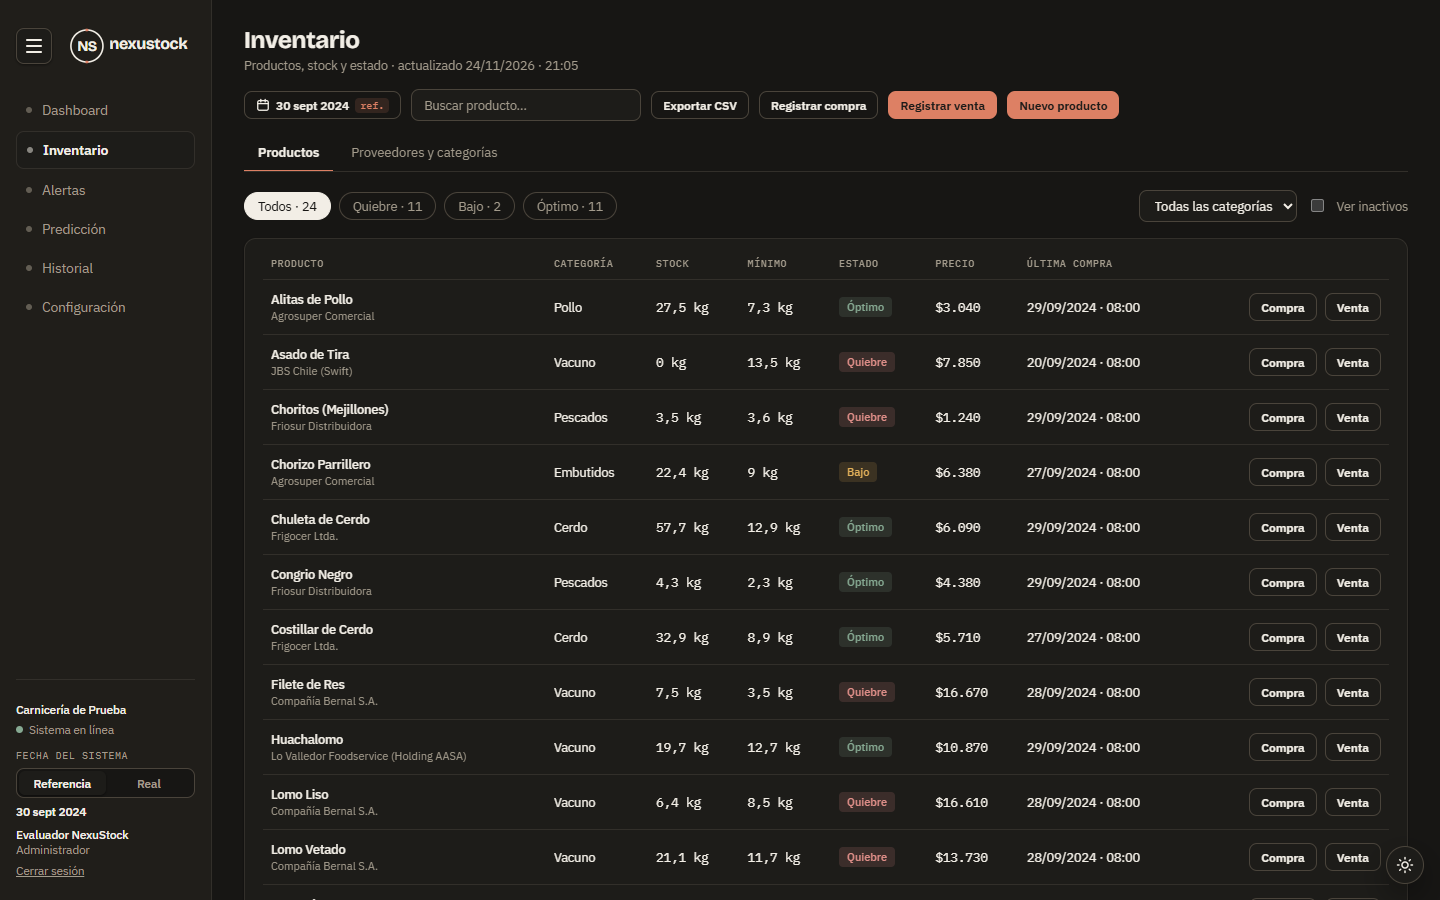 NS nexustock
Dashboard
Inventario
Alertas
Predicción
Historial
Configuración
Carnicería de Prueba
Sistema en línea
FECHA DEL SISTEMA
Referencia Real
30 sept 2024
Evaluador NexuStock
Administrador
Cerrar sesión
Inventario
Productos, stock y estado · actualizado 24/11/2026 · 21:05
30 sept 2024 ref. Buscar producto... Exportar CSV Registrar compra Registrar venta Nuevo producto
Productos Proveedores y categorías
Todos · 24 Quiebre · 11 Bajo · 2 Óptimo · 11 Todas las categorías Ver inactivos
PRODUCTO CATEGORÍA STOCK MÍNIMO ESTADO PRECIO ÚLTIMA COMPRA
Alitas de Pollo
Agrosuper Comercial
Pollo 27,5 kg 7,3 kg Óptimo $3.040 29/09/2024 · 08:00 Compra Venta
Asado de Tira
JBS Chile (Swift)
Vacuno 0 kg 13,5 kg Quiebre $7.850 20/09/2024 · 08:00 Compra Venta
Choritos (Mejillones)
Friosur Distribuidora
Pescados 3,5 kg 3,6 kg Quiebre $1.240 29/09/2024 · 08:00 Compra Venta
Chorizo Parrillero
Agrosuper Comercial
Embutidos 22,4 kg 9 kg Bajo $6.380 27/09/2024 · 08:00 Compra Venta
Chuleta de Cerdo
Frigocer Ltda.
Cerdo 57,7 kg 12,9 kg Óptimo $6.090 29/09/2024 · 08:00 Compra Venta
Congrio Negro
Friosur Distribuidora
Pescados 4,3 kg 2,3 kg Óptimo $4.380 29/09/2024 · 08:00 Compra Venta
Costillar de Cerdo
Frigocer Ltda.
Cerdo 32,9 kg 8,9 kg Óptimo $5.710 27/09/2024 · 08:00 Compra Venta
Filete de Res
Compañía Bernal S.A.
Vacuno 7,5 kg 3,5 kg Quiebre $16.670 28/09/2024 · 08:00 Compra Venta
Huachalomo
Lo Valledor Foodservice (Holding AASA)
Vacuno 19,7 kg 12,7 kg Óptimo $10.870 29/09/2024 · 08:00 Compra Venta
Lomo Liso
Compañía Bernal S.A.
Vacuno 6,4 kg 8,5 kg Quiebre $16.610 28/09/2024 · 08:00 Compra Venta
Lomo Vetado
Compañía Bernal S.A.
Vacuno 21,1 kg 11,7 kg Quiebre $13.730 28/09/2024 · 08:00 Compra Venta